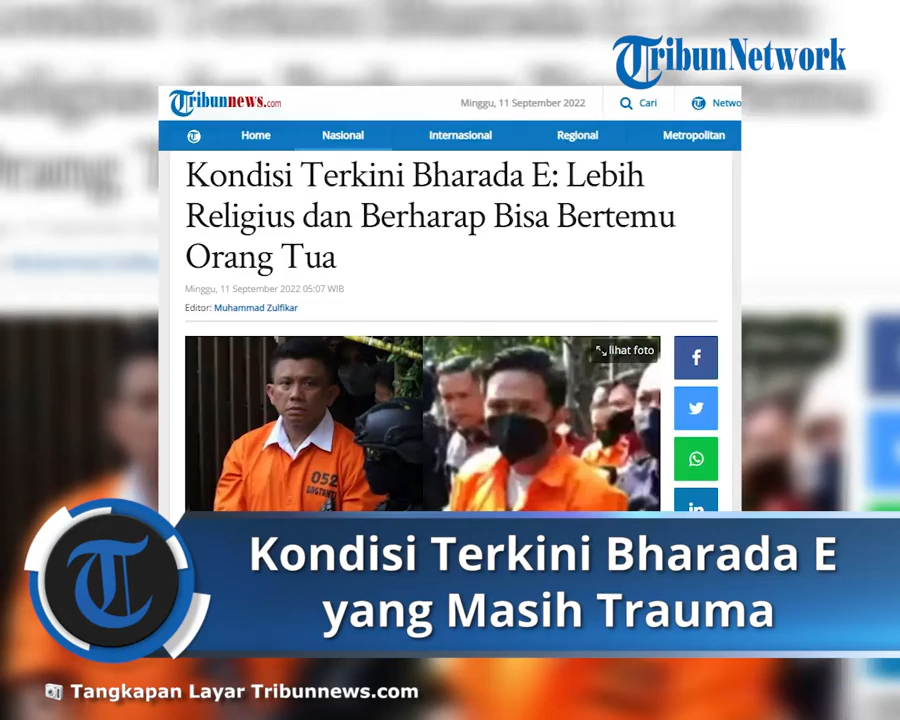 TribunNetwork
Tribunnews.com
Minggu, 11 September 2022
Cari
Netwo
Home
Nasional
Internasional
Regional
Metropolitan
Kondisi Terkini Bharada E: Lebih
Religius dan Berharap Bisa Bertemu
Orang Tua
Minggu, 11 September 2022 05:07 WIB
Editor: Muhammad Zulfikar
lihat foto
052
Kondisi Terkini Bharada E
yang Masih Trauma
Tangkapan Layar Tribunnews.com